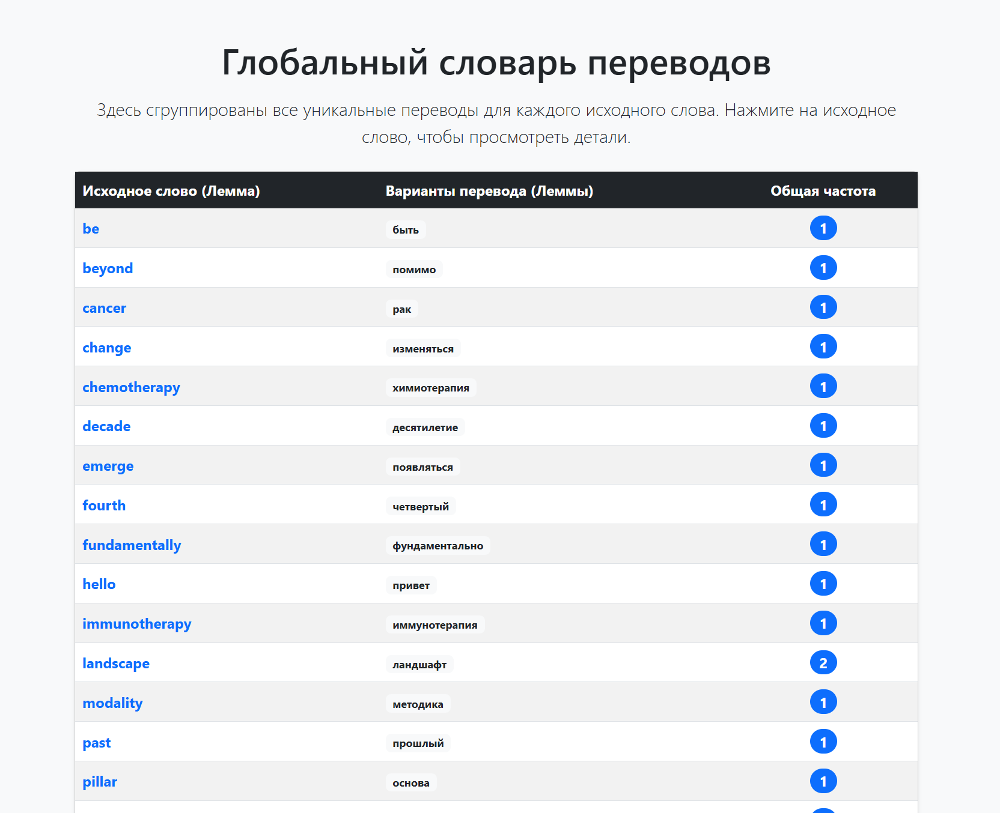 Глобальный словарь переводов
Здесь сгруппированы все уникальные переводы для каждого исходного слова. Нажмите на исходное
слово, чтобы просмотреть детали.
Исходное слово (Лемма) Варианты перевода (Леммы) Общая частота
be быть 1
beyond помимо 1
cancer рак 1
change изменяться 1
chemotherapy химиотерапия 1
decade десятилетие 1
emerge появляться 1
fourth четвертый 1
fundamentally фундаментально 1
hello привет 1
immunotherapy иммунотерапия 1
landscape ландшафт 2
modality методика 1
past прошлый 1
pillar основа 1